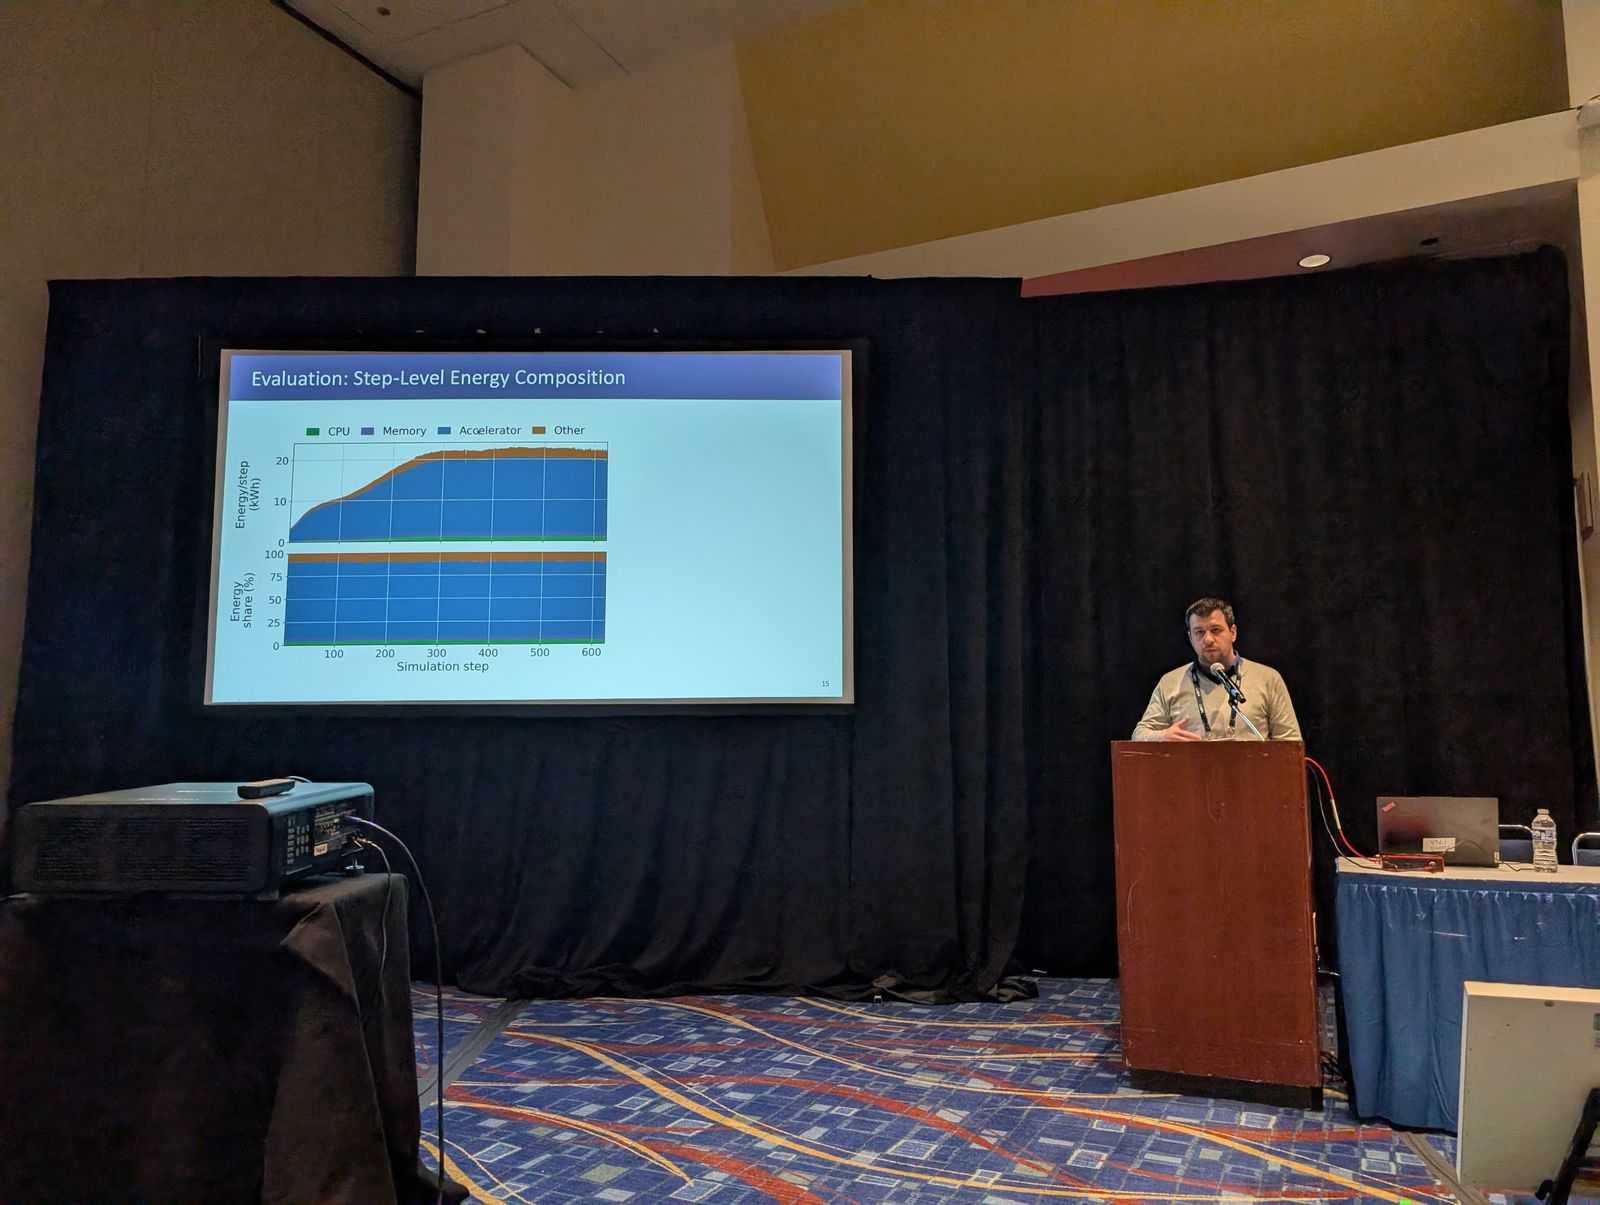 Evaluation: Step-Level Energy Composition
CPU Memory Accelerator Other
Energy/step
(kWh)
20
10
0
Energy
share (%)
100
75
50
25
0
100 200 300 400 500 600
Simulation step
15